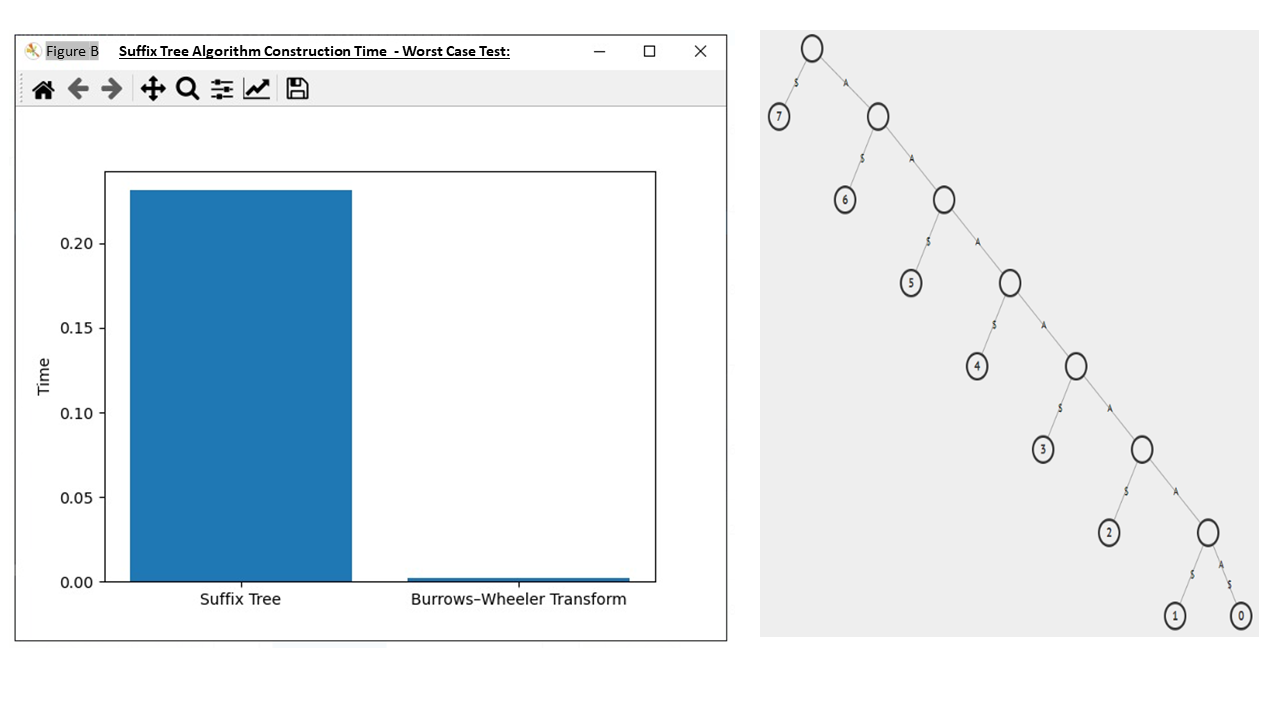 Figure B Suffix Tree Algorithm Construction Time - Worst Case Test:
0.20
0.15
0.10
0.05
0.00
Time
Suffix Tree Burrows–Wheeler Transform
$ A
7
$ A
6
$ A
5
$ A
4
$ A
3
$ A
2
$ A
$
1 0